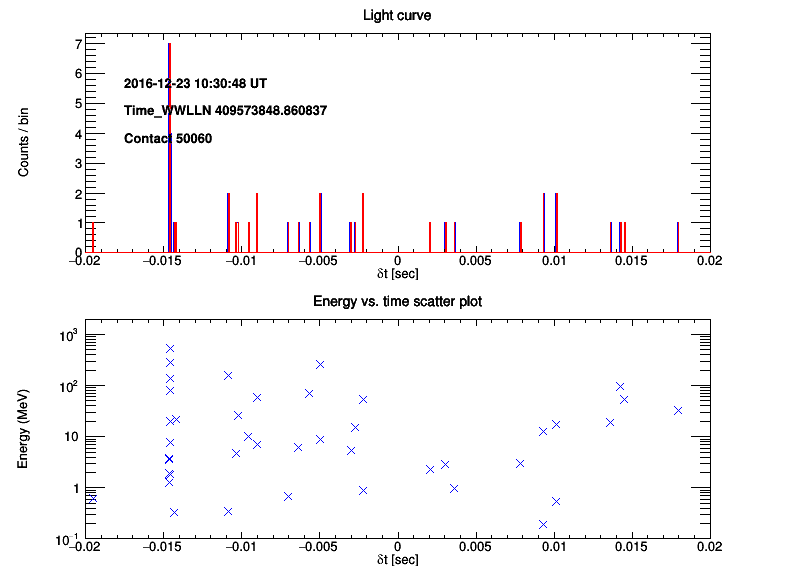 Light curve
Counts / bin
7
6
5
4
3
2
1
0
2016-12-23 10:30:48 UT
Time_WWLLN 409573848.860837
Contact 50060
−0.02 −0.015 −0.01 −0.005 0 0.005 0.01 0.015 0.02
δt [sec]
Energy vs. time scatter plot
Energy (MeV)
10³
10²
10
1
10⁻¹
−0.02 −0.015 −0.01 −0.005 0 0.005 0.01 0.015 0.02
δt [sec]